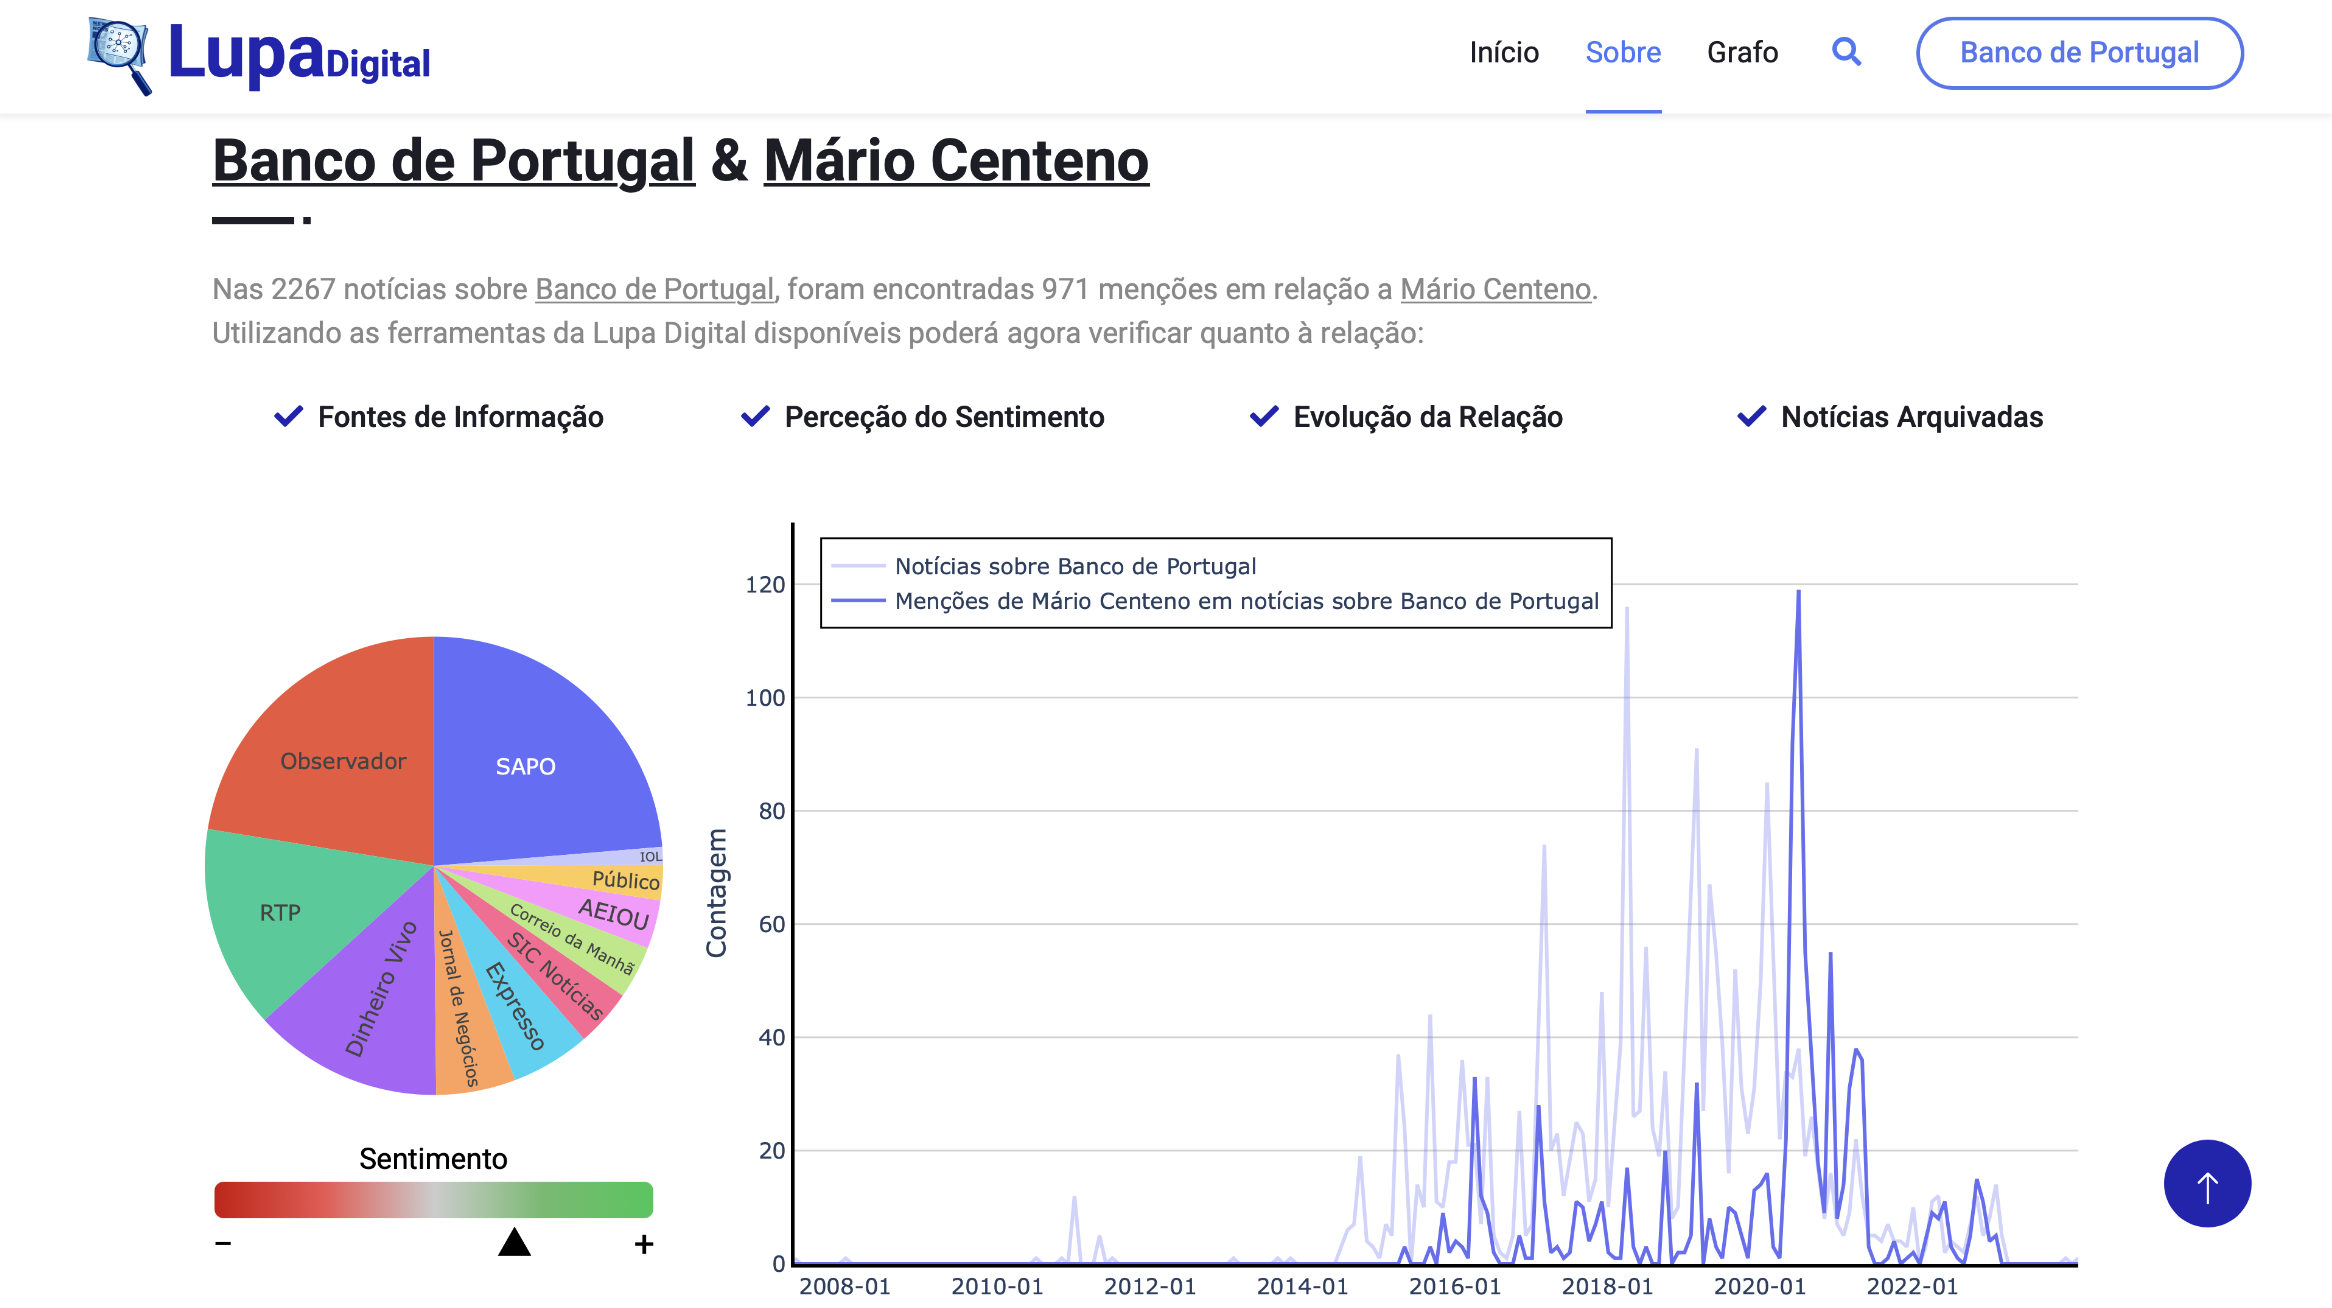 LupaDigital
Início Sobre Grafo Banco de Portugal
Banco de Portugal & Mário Centeno
Nas 2267 notícias sobre Banco de Portugal, foram encontradas 971 menções em relação a Mário Centeno.
Utilizando as ferramentas da Lupa Digital disponíveis poderá agora verificar quanto à relação:
Fontes de Informação Perceção do Sentimento Evolução da Relação Notícias Arquivadas
Observador
SAPO
IOL
Público
AEIOU
Correio da Manhã
SIC Notícias
Expresso
Jornal de Negócios
Dinheiro Vivo
RTP
Sentimento
− +
Notícias sobre Banco de Portugal
Menções de Mário Centeno em notícias sobre Banco de Portugal
Contagem
120
100
80
60
40
20
0
2008-01 2010-01 2012-01 2014-01 2016-01 2018-01 2020-01 2022-01